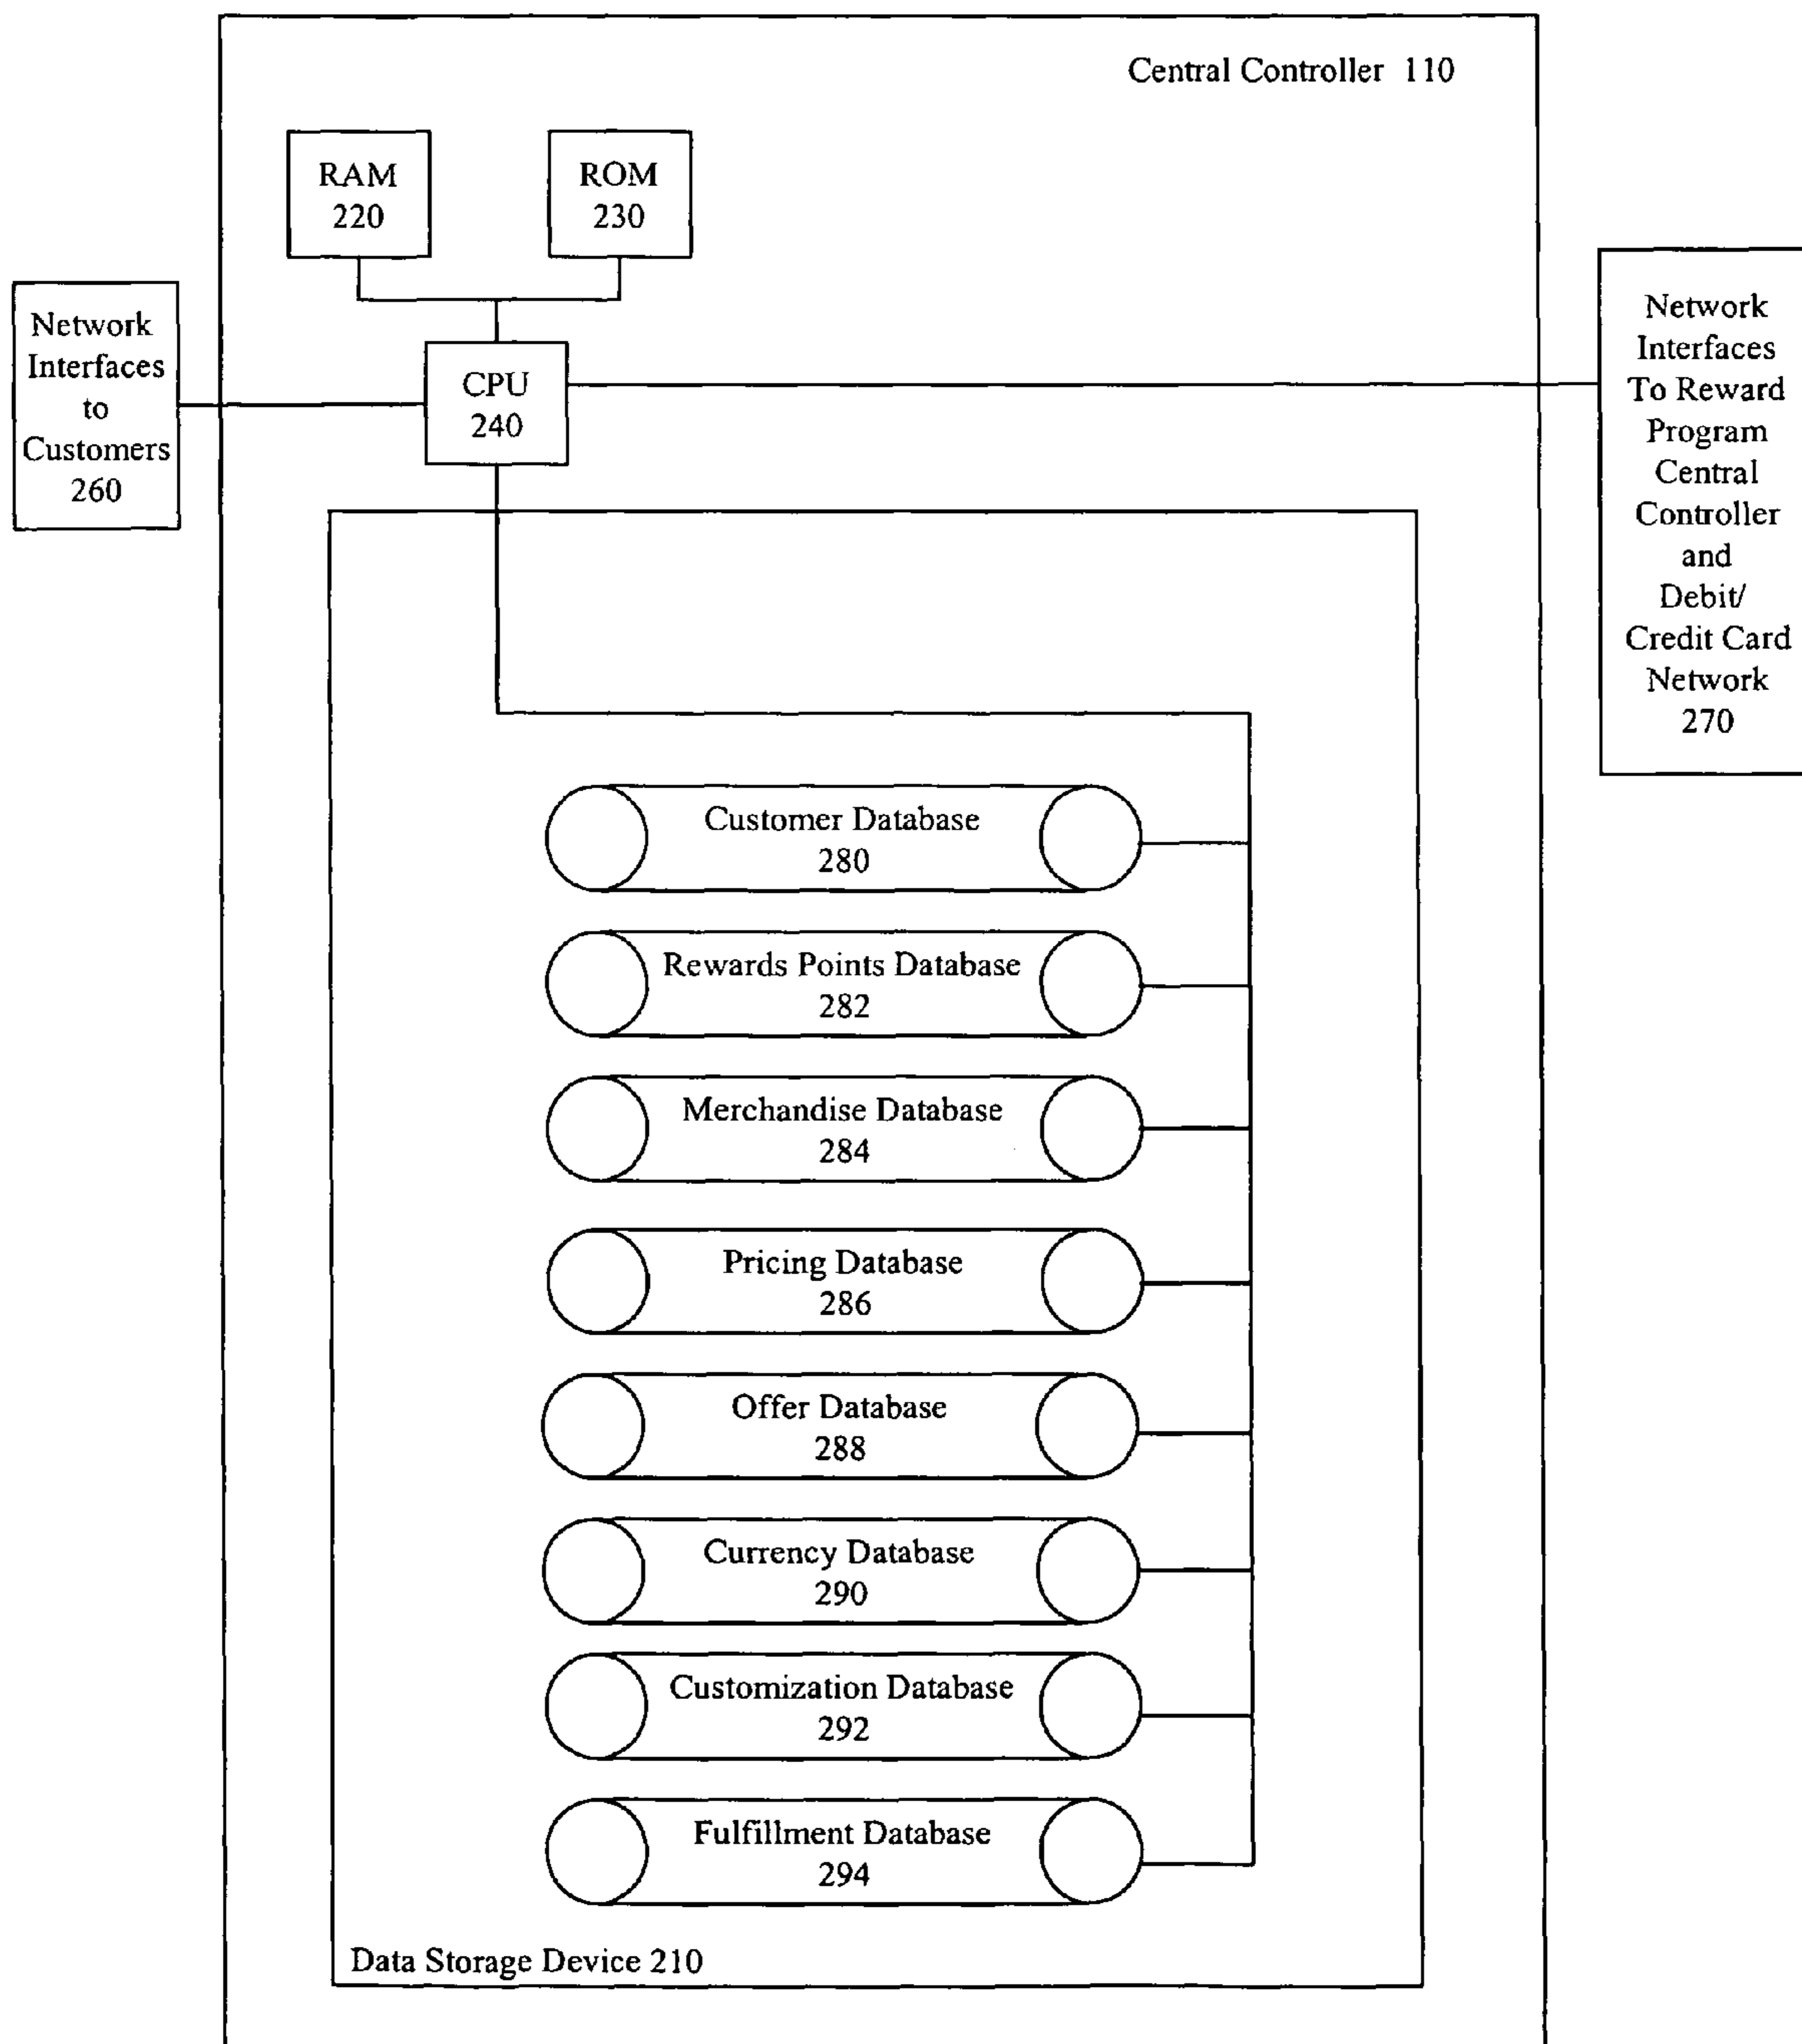 Central Controller 110
RAM
220
ROM
230
Network
Interfaces
to
Customers
260
CPU
240
Network
Interfaces
To Reward
Program
Central
Controller
and
Debit/
Credit Card
Network
270
Customer Database
280
Rewards Points Database
282
Merchandise Database
284
Pricing Database
286
Offer Database
288
Currency Database
290
Customization Database
292
Fulfillment Database
294
Data Storage Device 210